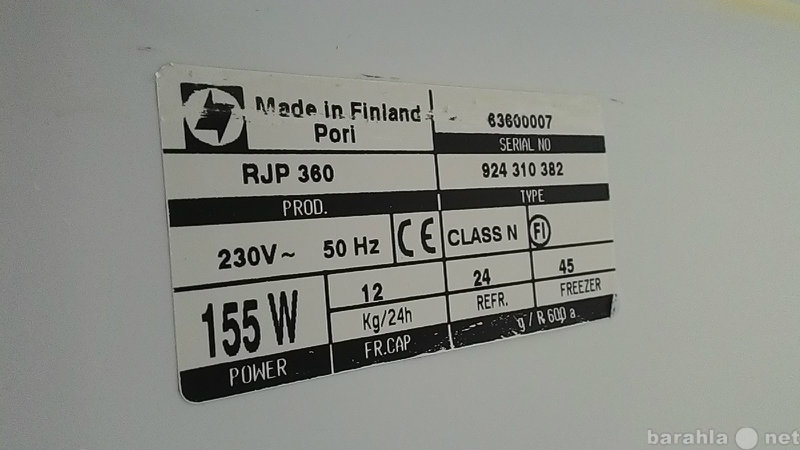 Made in Finland
Pori
63600007
SERIAL NO
RJP 360
924 310 382
PROD.
TYPE
230V~ 50 Hz CE CLASS N FI
155 W
12
24
45
Kg/24h
REFR.
FREEZER
POWER
FR.CAP
g / R 600 a
barahla net